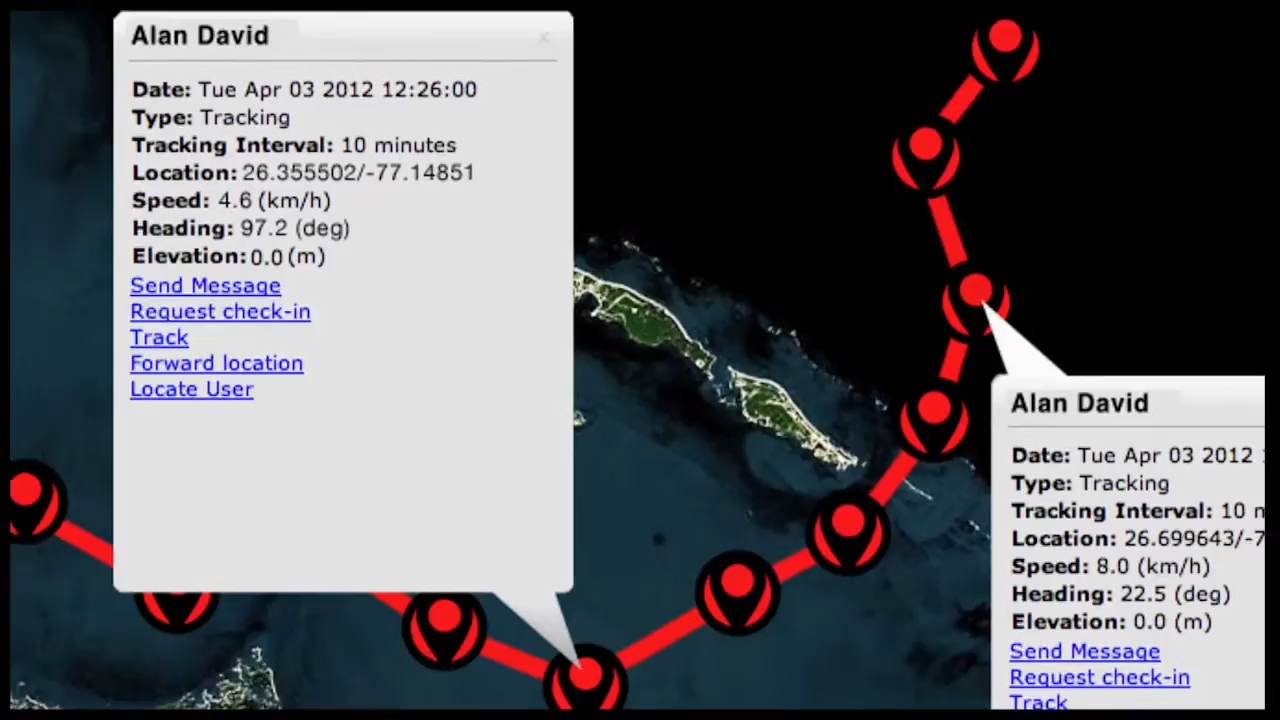 Alan David
Date: Tue Apr 03 2012 12:26:00
Type: Tracking
Tracking Interval: 10 minutes
Location: 26.355502/-77.14851
Speed: 4.6 (km/h)
Heading: 97.2 (deg)
Elevation: 0.0 (m)
Send Message
Request check-in
Track
Forward location
Locate User
Alan David
Date: Tue Apr 03 2012
Type: Tracking
Tracking Interval: 10
Location: 26.699643/-7
Speed: 8.0 (km/h)
Heading: 22.5 (deg)
Elevation: 0.0 (m)
Send Message
Request check-in
Track